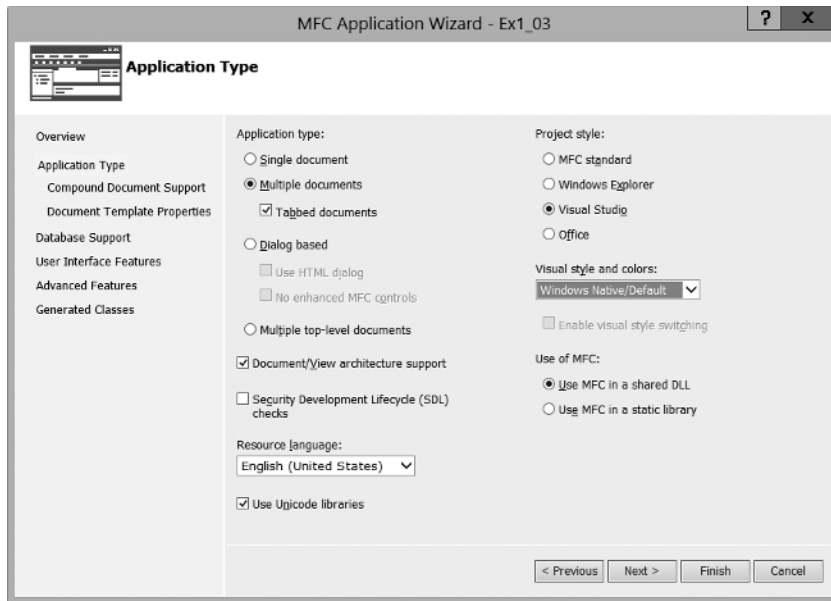 MFC Application Wizard - Ex1_03
? X
Application Type
Overview
Application Type
Compound Document Support
Document Template Properties
Database Support
User Interface Features
Advanced Features
Generated Classes
Application type:
Single document
Multiple documents
Tabbed documents
Dialog based
Use HTML dialog
No enhanced MFC controls
Multiple top-level documents
Document/View architecture support
Security Development Lifecycle (SDL)
checks
Resource language:
English (United States)
Use Unicode libraries
Project style:
MFC standard
Windows Explorer
Visual Studio
Office
Visual style and colors:
Windows Native/Default
Enable visual style switching
Use of MFC:
Use MFC in a shared DLL
Use MFC in a static library
< Previous
Next >
Finish
Cancel